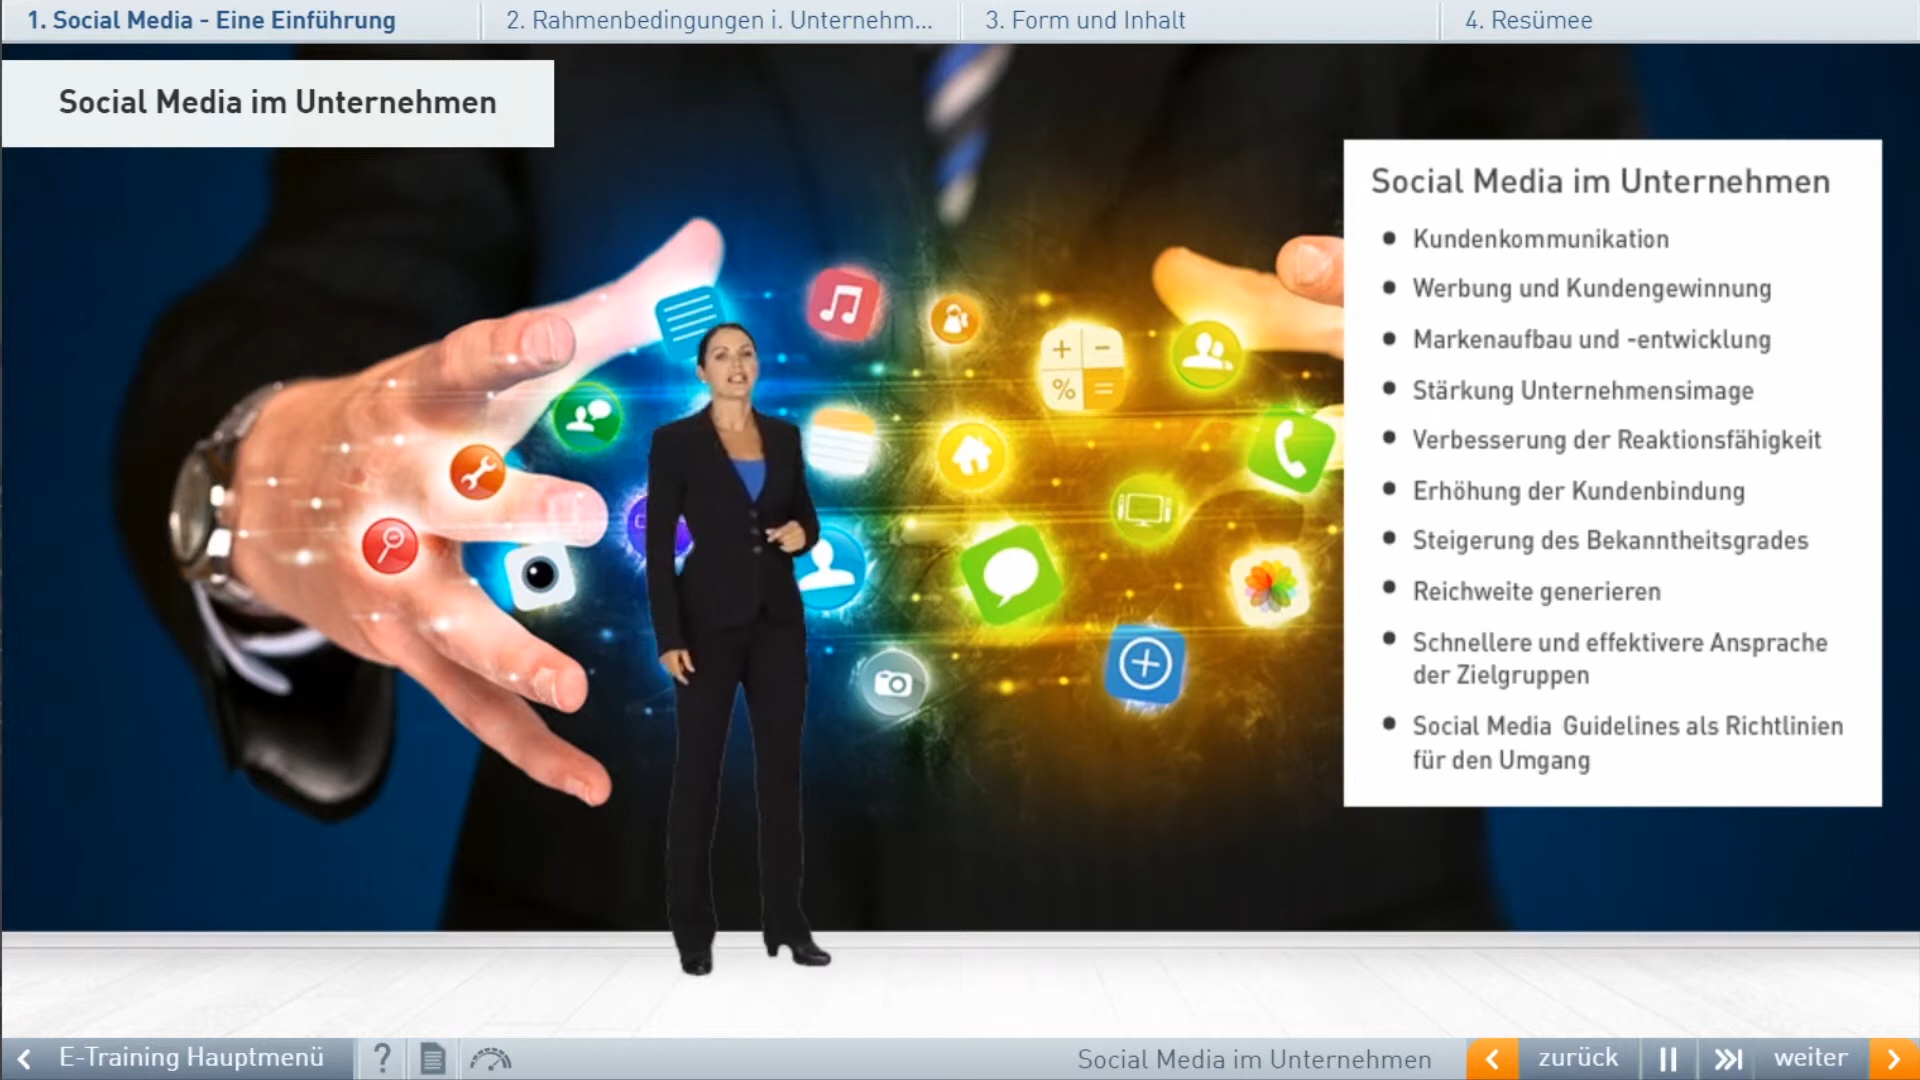 1. Social Media - Eine Einführung
2. Rahmenbedingungen i. Unternehm...
3. Form und Inhalt
4. Resümee
Social Media im Unternehmen
Social Media im Unternehmen
• Kundenkommunikation
• Werbung und Kundengewinnung
• Markenaufbau und -entwicklung
• Stärkung Unternehmensimage
• Verbesserung der Reaktionsfähigkeit
• Erhöhung der Kundenbindung
• Steigerung des Bekanntheitsgrades
• Reichweite generieren
• Schnellere und effektivere Ansprache
der Zielgruppen
• Social Media Guidelines als Richtlinien
für den Umgang
+ −
% =
E-Training Hauptmenü
?
Social Media im Unternehmen
zurück
weiter